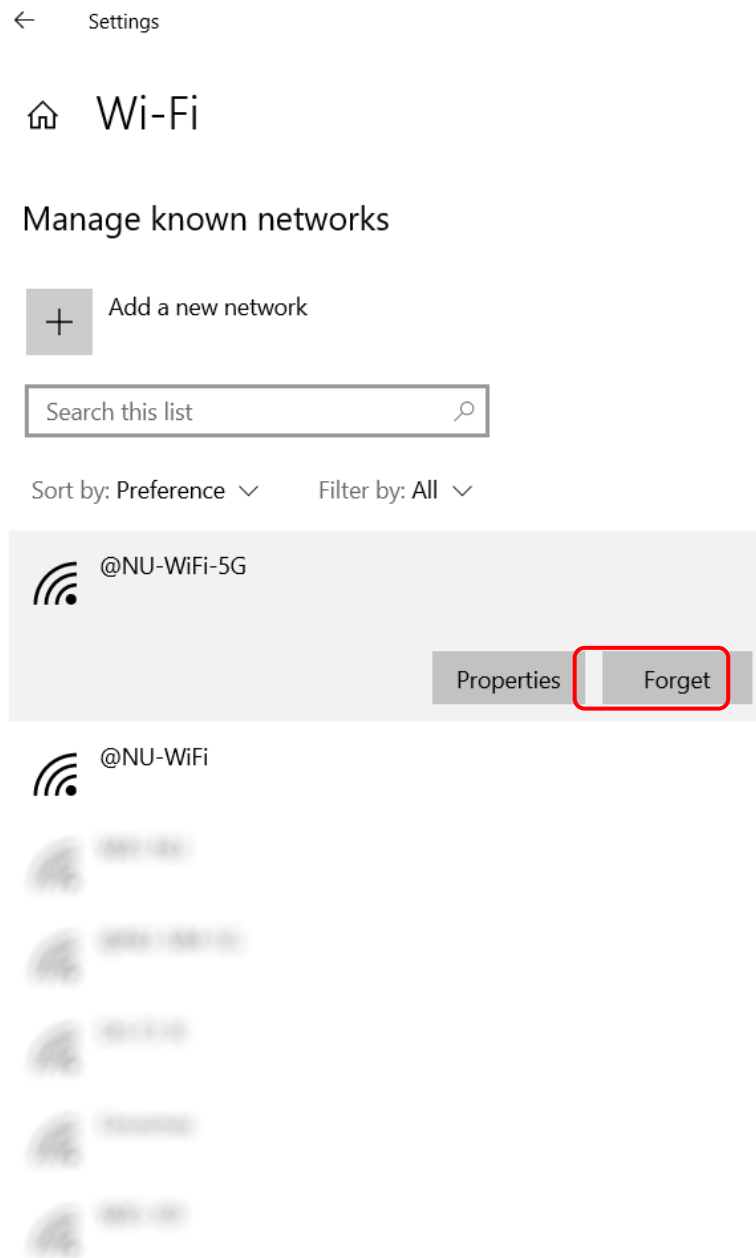 Settings
Wi-Fi
Manage known networks
Add a new network
Search this list
Sort by: Preference Filter by: All
@NU-WiFi-5G
Properties Forget
@NU-WiFi